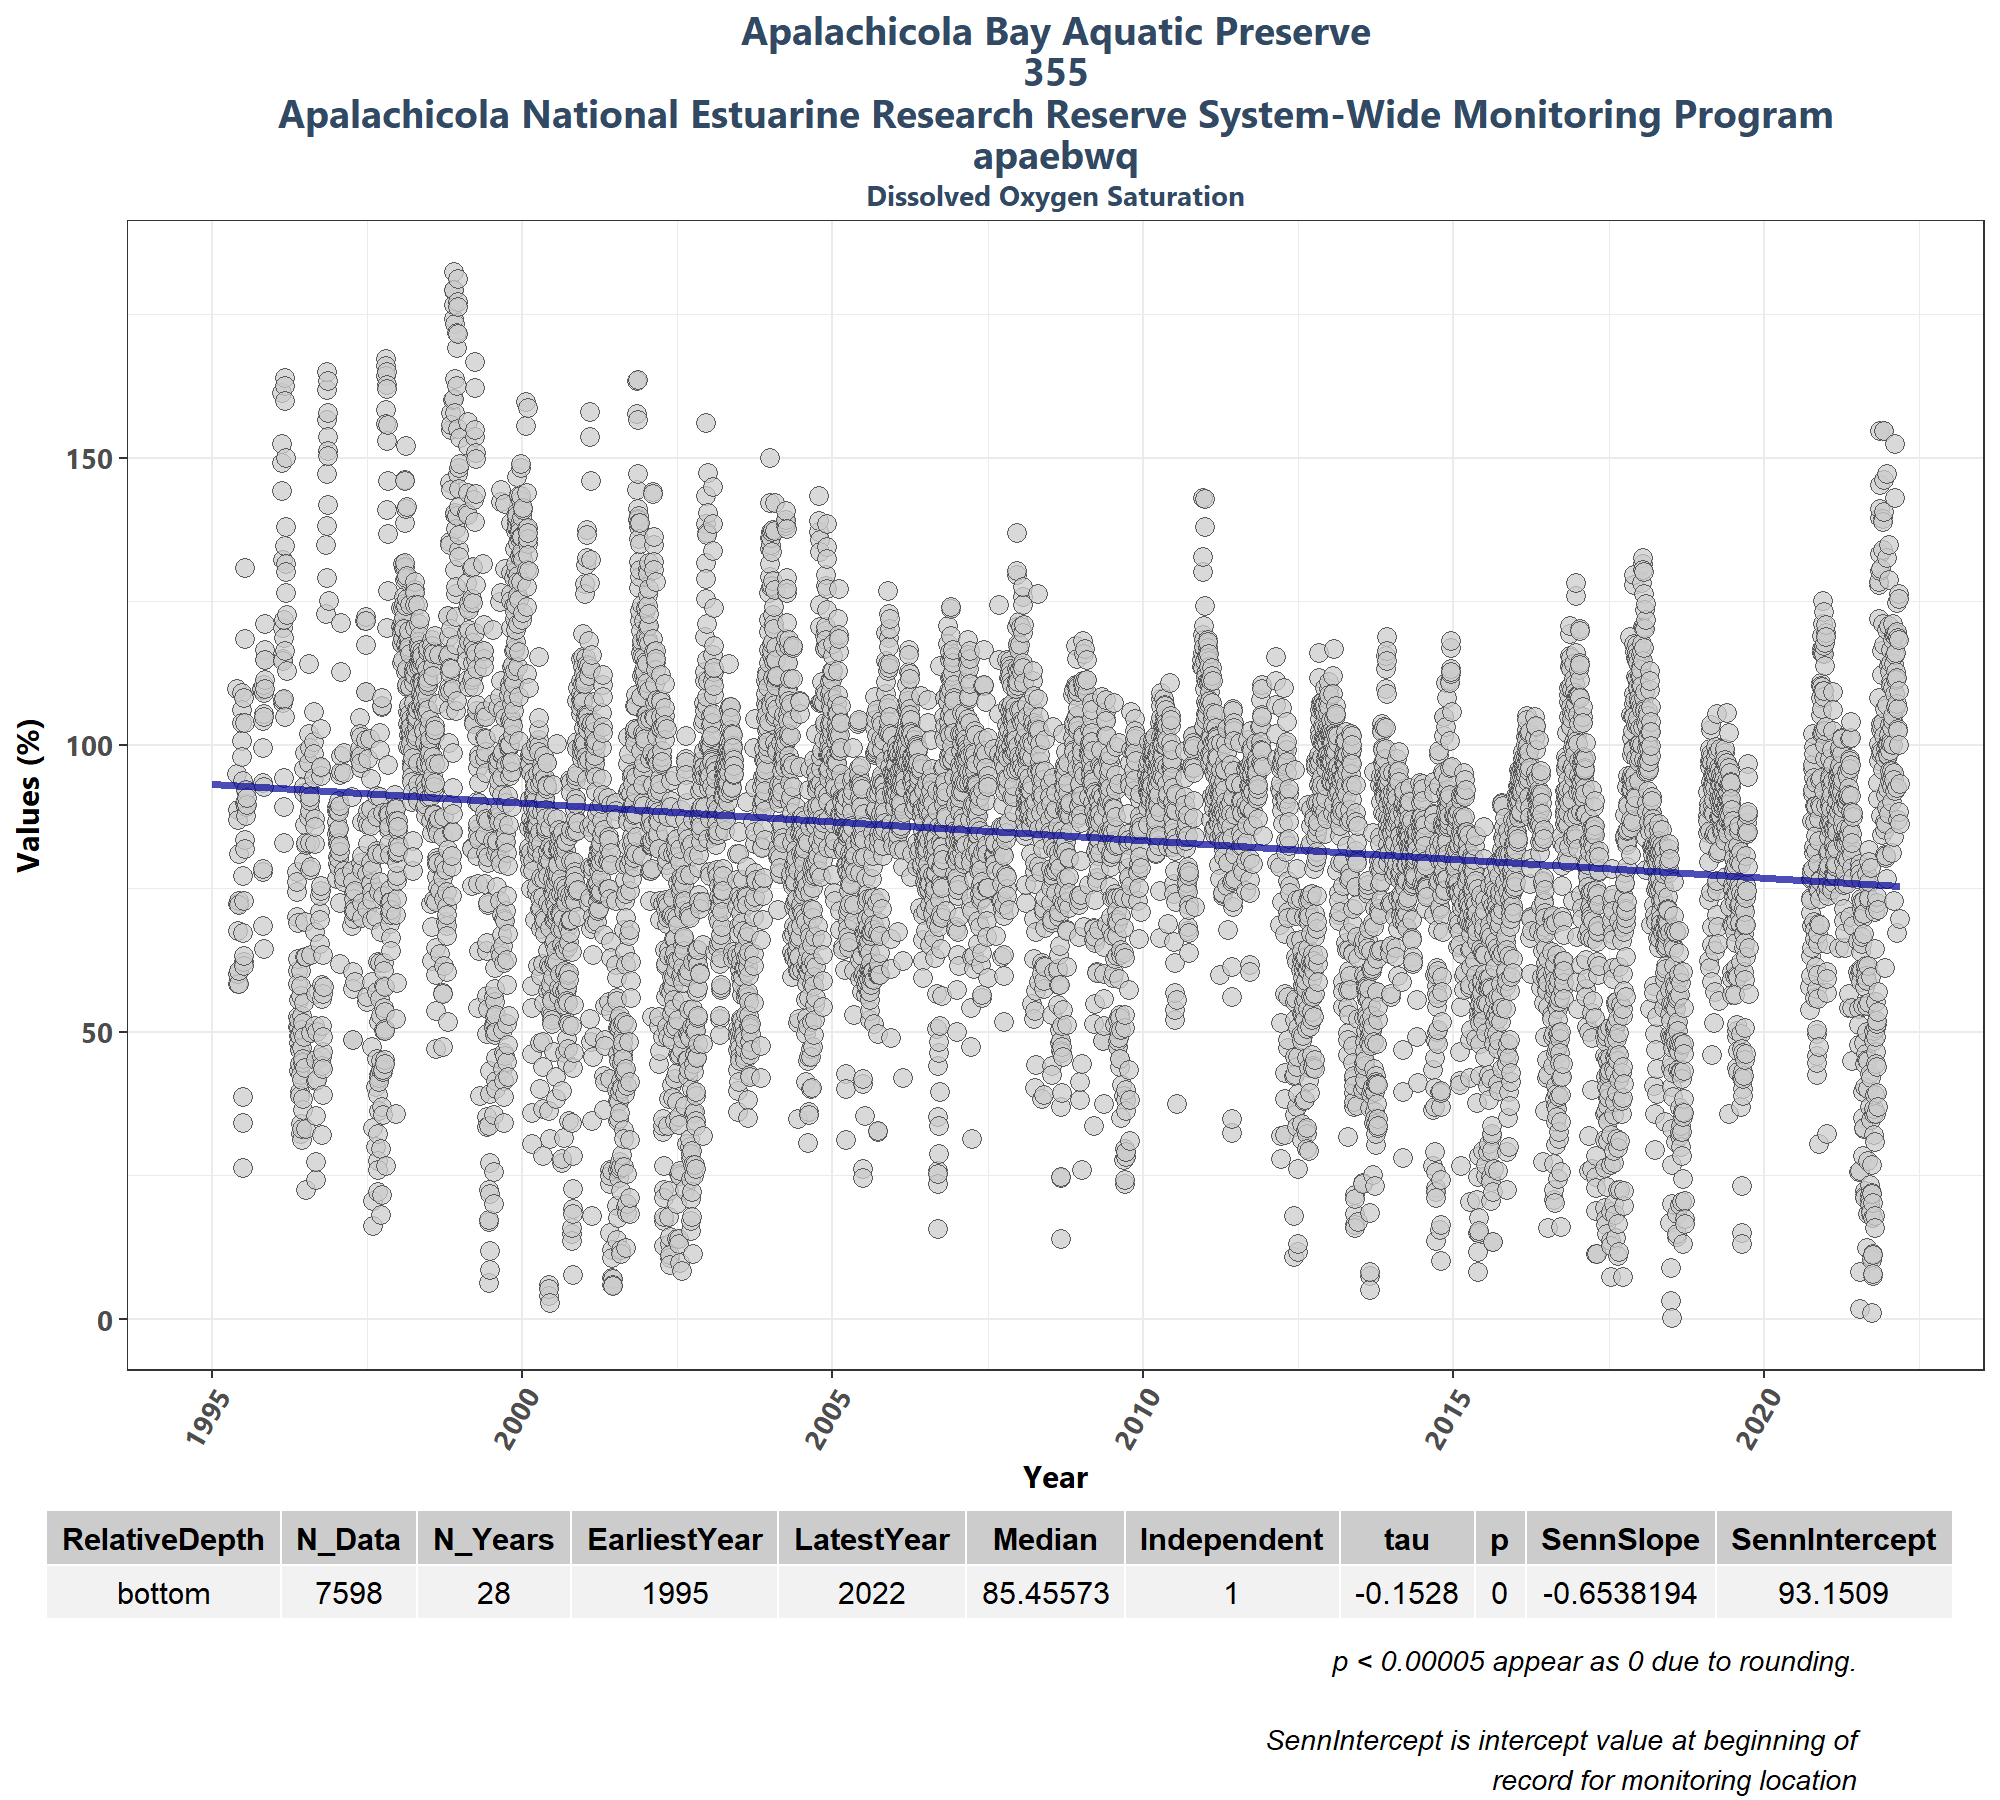 Apalachicola Bay Aquatic Preserve
355
Apalachicola National Estuarine Research Reserve System-Wide Monitoring Program
apaebwq
Dissolved Oxygen Saturation
Values (%)
150
100
50
0
1995 2000 2005 2010 2015 2020
Year
RelativeDepth N_Data N_Years EarliestYear LatestYear Median Independent tau p SennSlope SennIntercept
bottom 7598 28 1995 2022 85.45573 1 -0.1528 0 -0.6538194 93.1509
p < 0.00005 appear as 0 due to rounding.
SennIntercept is intercept value at beginning of
record for monitoring location